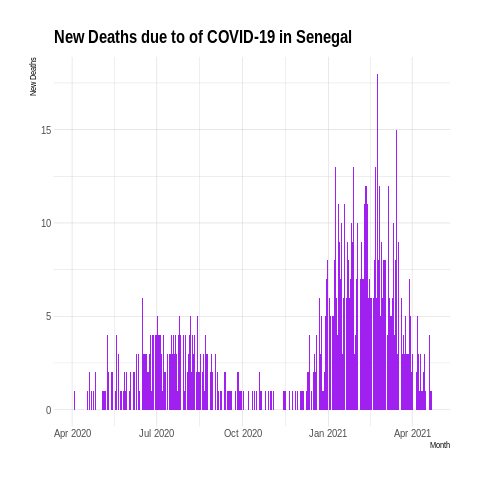 New Deaths due to of COVID-19 in Senegal
New Deaths
15
10
5
0
Apr 2020 Jul 2020 Oct 2020 Jan 2021 Apr 2021
Month